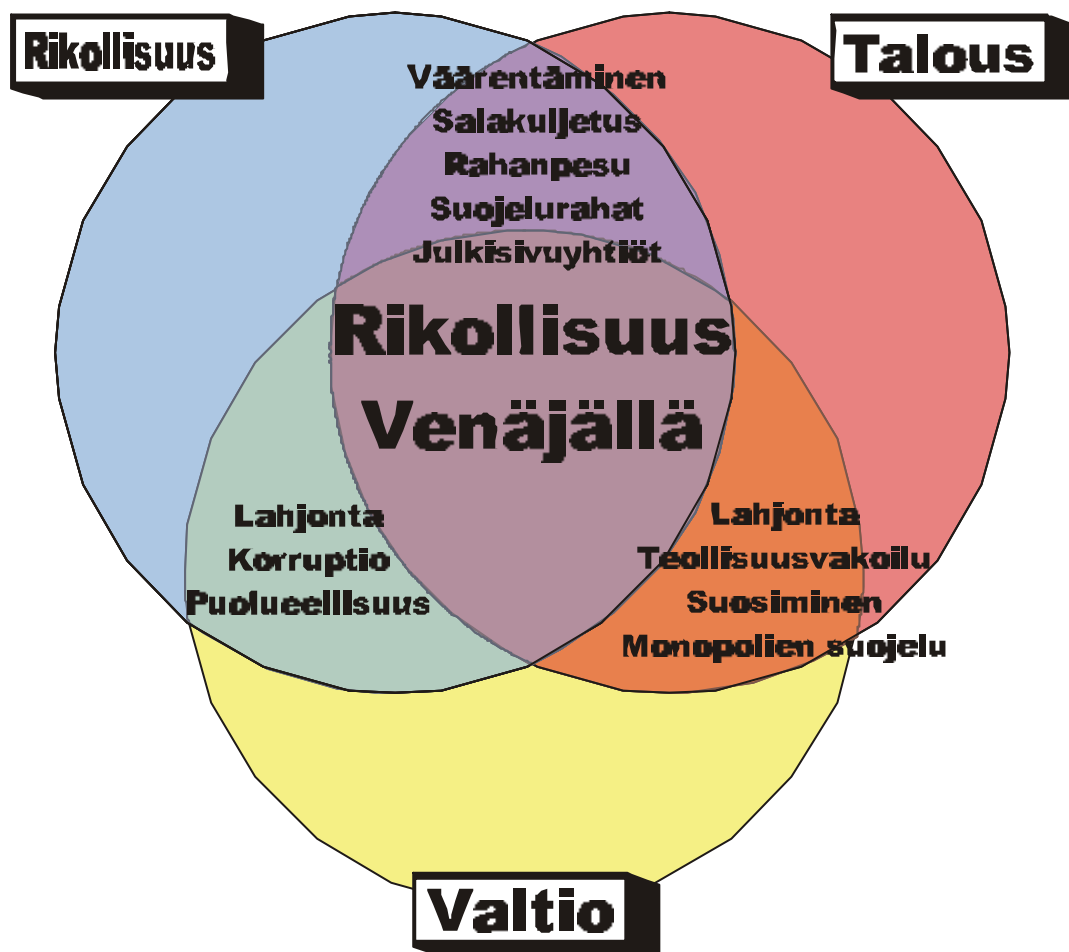 Rikollisuus
Talous
Väärentäminen
Salakuljetus
Rahanpesu
Suojelurahat
Julkisivuyhtiöt
Rikollisuus
Venäjällä
Lahjonta
Korruptio
Puolueellisuus
Lahjonta
Teollisuusvakoilu
Suosiminen
Monopolien suojelu
Valtio